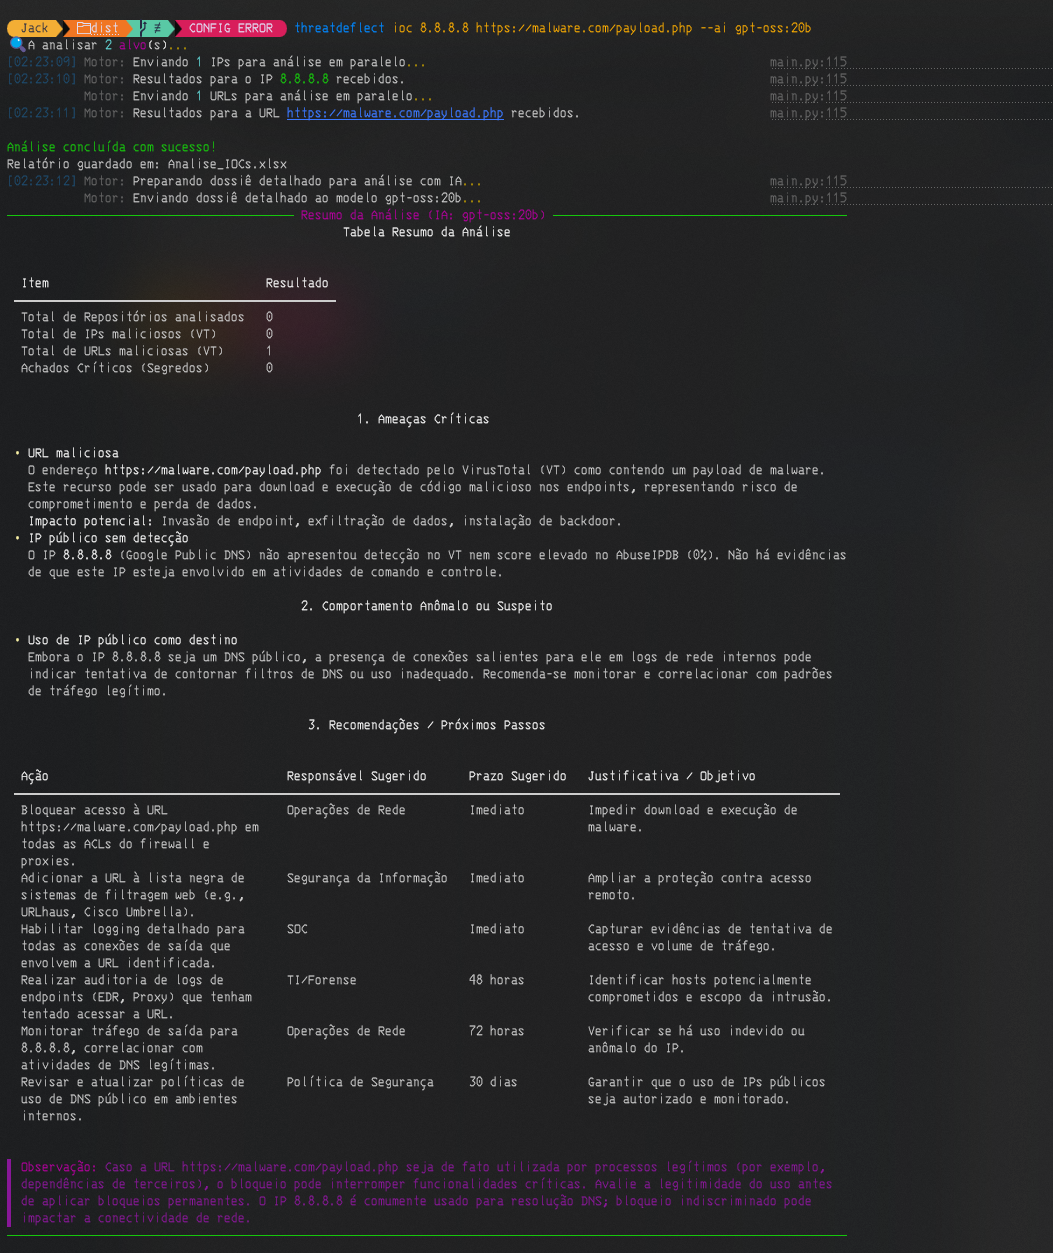 Jack dist ≢ CONFIG ERROR threatdeflect ioc 8.8.8.8 https://malware.com/payload.php --ai gpt-oss:20b
🔍A analisar 2 alvo(s)...
[02:23:09] Motor: Enviando 1 IPs para análise em paralelo... main.py:115
[02:23:10] Motor: Resultados para o IP 8.8.8.8 recebidos. main.py:115
Motor: Enviando 1 URLs para análise em paralelo... main.py:115
[02:23:11] Motor: Resultados para a URL https://malware.com/payload.php recebidos. main.py:115
Análise concluída com sucesso!
Relatório guardado em: Analise_IOCs.xlsx
[02:23:12] Motor: Preparando dossiê detalhado para análise com IA... main.py:115
Motor: Enviando dossiê detalhado ao modelo gpt-oss:20b... main.py:115
Resumo da Análise (IA: gpt-oss:20b)
Tabela Resumo da Análise
Item Resultado
Total de Repositórios analisados 0
Total de IPs maliciosos (VT) 0
Total de URLs maliciosas (VT) 1
Achados Críticos (Segredos) 0
1. Ameaças Críticas
• URL maliciosa
O endereço https://malware.com/payload.php foi detectado pelo VirusTotal (VT) como contendo um payload de malware.
Este recurso pode ser usado para download e execução de código malicioso nos endpoints, representando risco de
comprometimento e perda de dados.
Impacto potencial: Invasão de endpoint, exfiltração de dados, instalação de backdoor.
• IP público sem detecção
O IP 8.8.8.8 (Google Public DNS) não apresentou detecção no VT nem score elevado no AbuseIPDB (0%). Não há evidências
de que este IP esteja envolvido em atividades de comando e controle.
2. Comportamento Anômalo ou Suspeito
• Uso de IP público como destino
Embora o IP 8.8.8.8 seja um DNS público, a presença de conexões salientes para ele em logs de rede internos pode
indicar tentativa de contornar filtros de DNS ou uso inadequado. Recomenda-se monitorar e correlacionar com padrões
de tráfego legítimo.
3. Recomendações / Próximos Passos
Ação Responsável Sugerido Prazo Sugerido Justificativa / Objetivo
Bloquear acesso à URL Operações de Rede Imediato Impedir download e execução de
https://malware.com/payload.php em malware.
todas as ACLs do firewall e
proxies.
Adicionar a URL à lista negra de Segurança da Informação Imediato Ampliar a proteção contra acesso
sistemas de filtragem web (e.g., remoto.
URLhaus, Cisco Umbrella).
Habilitar logging detalhado para SOC Imediato Capturar evidências de tentativa de
todas as conexões de saída que acesso e volume de tráfego.
envolvem a URL identificada.
Realizar auditoria de logs de TI/Forense 48 horas Identificar hosts potencialmente
endpoints (EDR, Proxy) que tenham comprometidos e escopo da intrusão.
tentado acessar a URL.
Monitorar tráfego de saída para Operações de Rede 72 horas Verificar se há uso indevido ou
8.8.8.8, correlacionar com anômalo do IP.
atividades de DNS legítimas.
Revisar e atualizar políticas de Política de Segurança 30 dias Garantir que o uso de IPs públicos
uso de DNS público em ambientes seja autorizado e monitorado.
internos.
Observação: Caso a URL https://malware.com/payload.php seja de fato utilizada por processos legítimos (por exemplo,
dependências de terceiros), o bloqueio pode interromper funcionalidades críticas. Avalie a legitimidade do uso antes
de aplicar bloqueios permanentes. O IP 8.8.8.8 é comumente usado para resolução DNS; bloqueio indiscriminado pode
impactar a conectividade de rede.